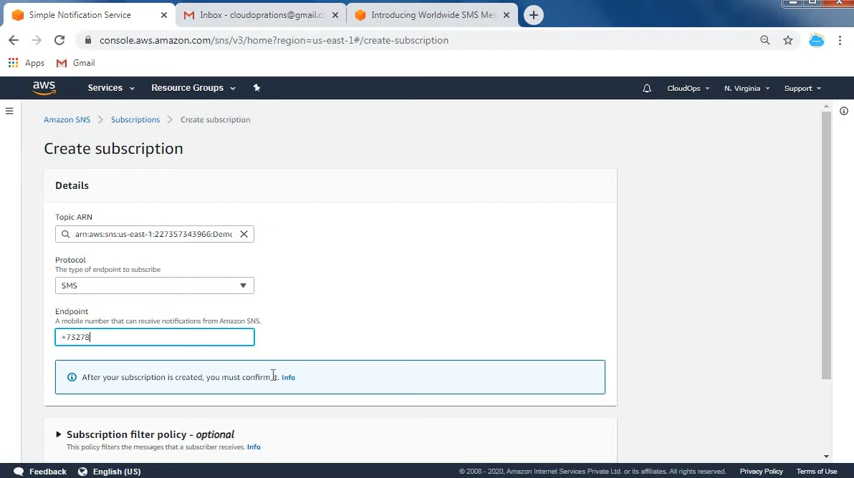 Simple Notification Service
Inbox - cloudoprations@gmail.co
Introducing Worldwide SMS Mes
console.aws.amazon.com/sns/v3/home?region=us-east-1#/create-subscription
Apps Gmail
aws Services Resource Groups CloudOps N. Virginia Support
Amazon SNS > Subscriptions > Create subscription
Create subscription
Details
Topic ARN
arn:aws:sns:us-east-1:227357343966:Demo
Protocol
The type of endpoint to subscribe
SMS
Endpoint
A mobile number that can receive notifications from Amazon SNS.
+73278
After your subscription is created, you must confirm it. Info
Subscription filter policy - optional
This policy filters the messages that a subscriber receives. Info
Feedback English (US) © 2008 - 2020, Amazon Internet Services Private Ltd. or its affiliates. All rights reserved. Privacy Policy Terms of Use